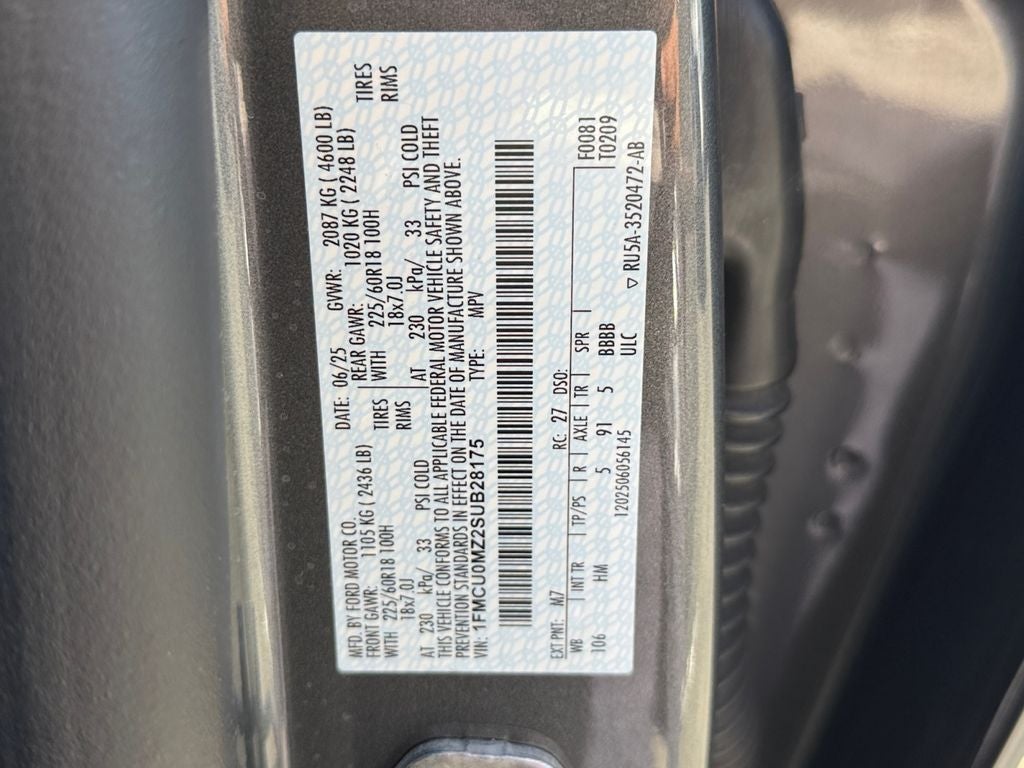 MFD. BY FORD MOTOR CO. DATE: 06/25 GVWR: 2087 KG ( 4600 LB)
FRONT GAWR: 1105 KG ( 2436 LB) REAR GAWR: 1020 KG ( 2248 LB)
WITH 225/60R18 100H TIRES WITH 225/60R18 100H TIRES
18x7.0J RIMS 18x7.0J RIMS
AT 230 kPa/ 33 PSI COLD AT 230 kPa/ 33 PSI COLD
THIS VEHICLE CONFORMS TO ALL APPLICABLE FEDERAL MOTOR VEHICLE SAFETY AND THEFT
PREVENTION STANDARDS IN EFFECT ON THE DATE OF MANUFACTURE SHOWN ABOVE.
VIN: 1FMCU0MZ2SUB28175 TYPE: MPV
EXT PNT: M7 RC: 27 DSO: F0081
WB INT TR TP/PS R AXLE TR SPR T0209
106 HM 5 91 5 BBBB
1202506056145 ULC ▽ RU5A-3520472-AB